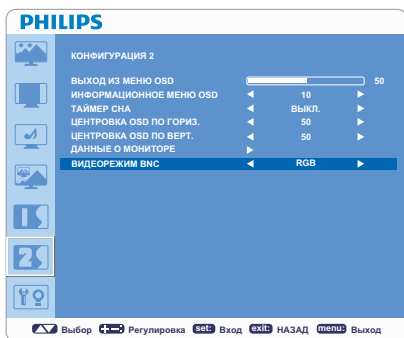 PHILIPS
КОНФИГУРАЦИЯ 2
ВЫХОД ИЗ МЕНЮ OSD 50
ИНФОРМАЦИОННОЕ МЕНЮ OSD 10
ТАЙМЕР СНА ВЫКЛ.
ЦЕНТРОВКА OSD ПО ГОРИЗ. 50
ЦЕНТРОВКА OSD ПО ВЕРТ. 50
ДАННЫЕ О МОНИТОРЕ
ВИДЕОРЕЖИМ BNC RGB
1
2
Выбор Регулировка set: Вход exit: НАЗАД menu: Выход